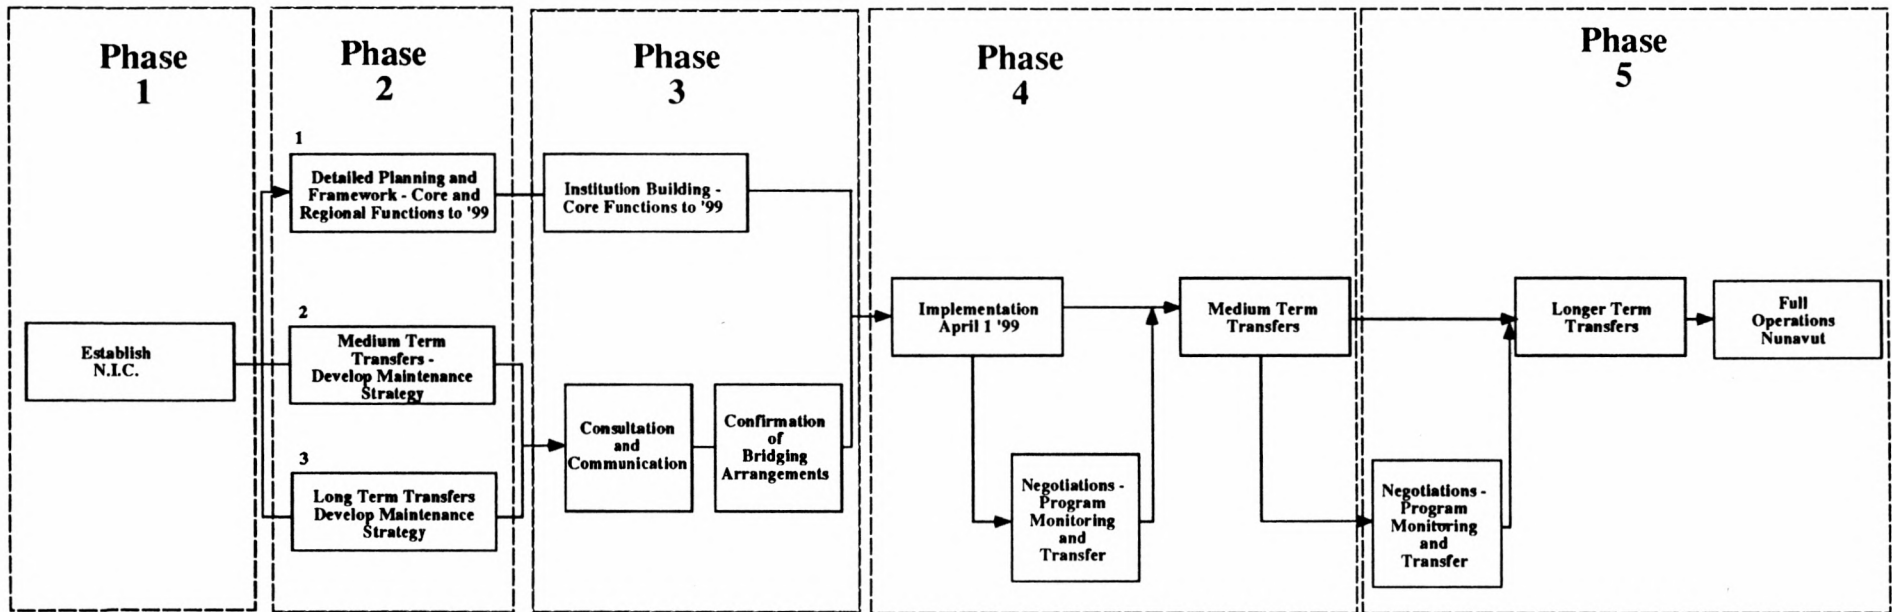 Phase
1
Establish
N.I.C.
Phase
2
1
Detailed Planning and
Framework - Core and
Regional Functions to '99
2
Medium Term
Transfers -
Develop Maintenance
Strategy
3
Long Term Transfers
Develop Maintenance
Strategy
Phase
3
Institution Building -
Core Functions to '99
Consultation
and
Communication
Confirmation
of
Bridging
Arrangements
Phase
4
Implementation
April 1 '99
Negotiations -
Program
Monitoring
and
Transfer
Medium Term
Transfers
Phase
5
Negotiations -
Program
Monitoring
and
Transfer
Longer Term
Transfers
Full
Operations
Nunavut